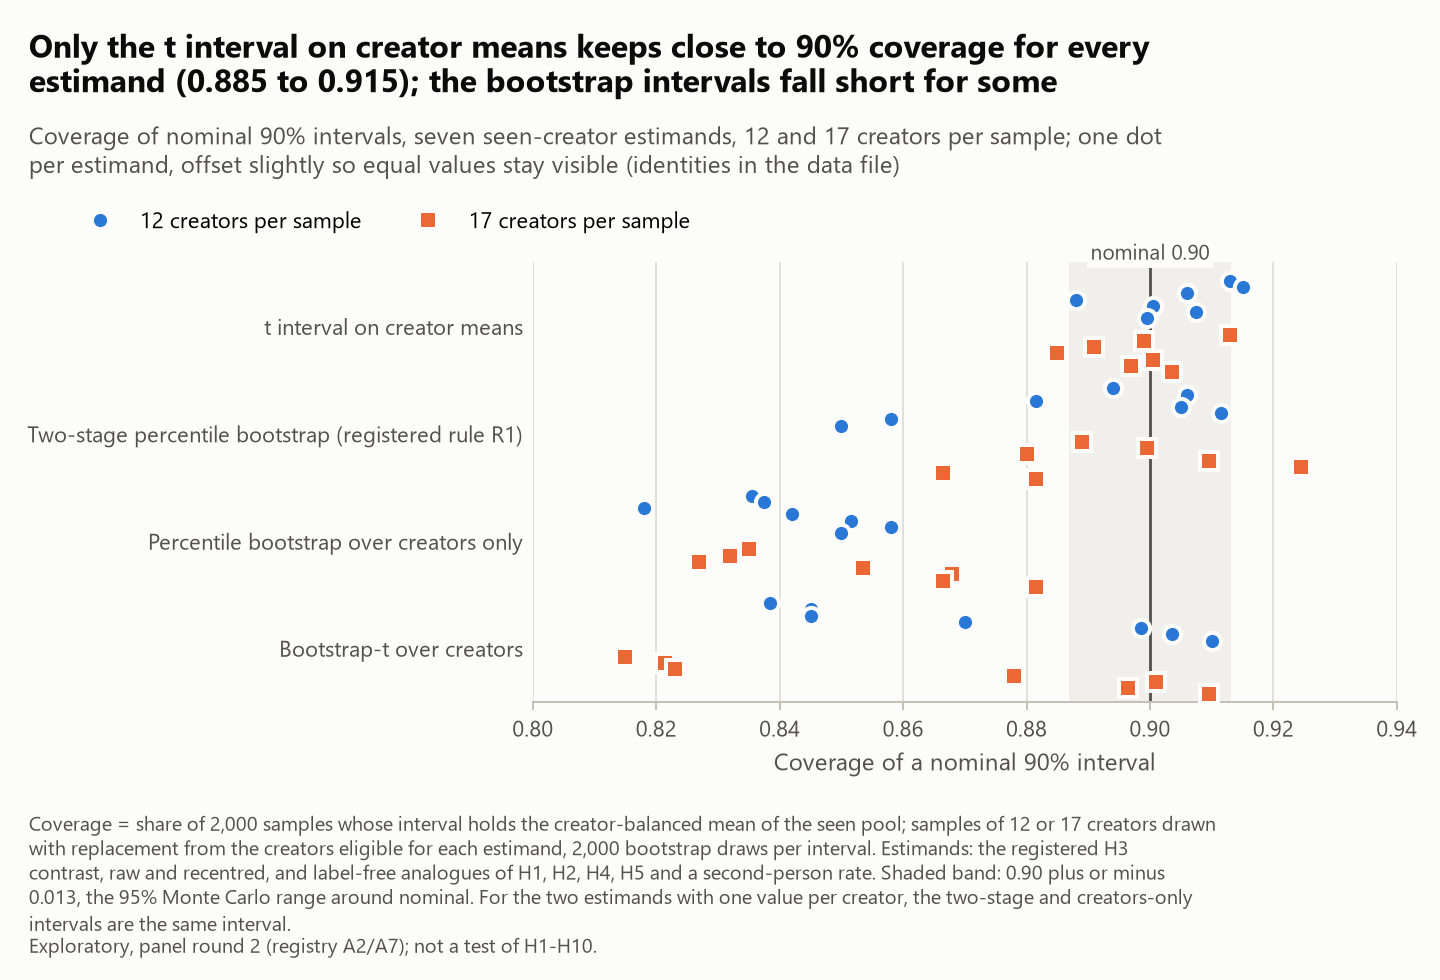 Only the t interval on creator means keeps close to 90% coverage for every
estimand (0.885 to 0.915); the bootstrap intervals fall short for some
Coverage of nominal 90% intervals, seven seen-creator estimands, 12 and 17 creators per sample; one dot
per estimand, offset slightly so equal values stay visible (identities in the data file)
12 creators per sample
17 creators per sample
nominal 0.90
t interval on creator means
Two-stage percentile bootstrap (registered rule R1)
Percentile bootstrap over creators only
Bootstrap-t over creators
0.80 0.82 0.84 0.86 0.88 0.90 0.92 0.94
Coverage of a nominal 90% interval
Coverage = share of 2,000 samples whose interval holds the creator-balanced mean of the seen pool; samples of 12 or 17 creators drawn
with replacement from the creators eligible for each estimand, 2,000 bootstrap draws per interval. Estimands: the registered H3
contrast, raw and recentred, and label-free analogues of H1, H2, H4, H5 and a second-person rate. Shaded band: 0.90 plus or minus
0.013, the 95% Monte Carlo range around nominal. For the two estimands with one value per creator, the two-stage and creators-only
intervals are the same interval.
Exploratory, panel round 2 (registry A2/A7); not a test of H1-H10.